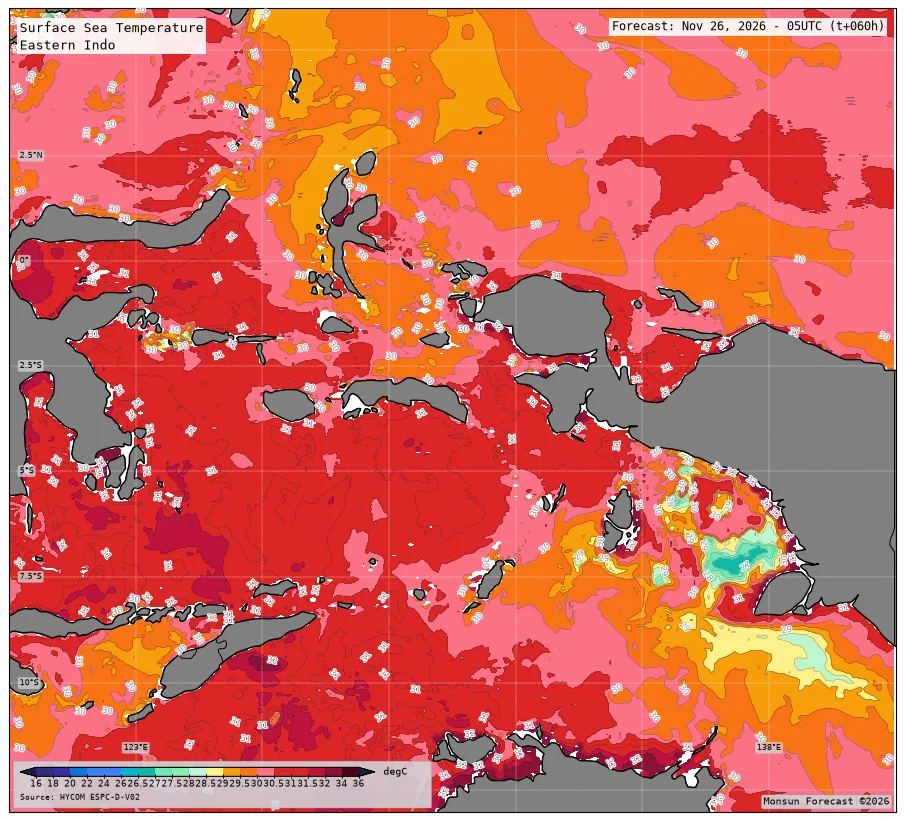 Surface Sea Temperature
Eastern Indo
Forecast: Nov 26, 2026 - 05UTC (t+060h)-
2.5°N
0°
2.5°S
5°S
7.5°S
10°S
123°E
138°E
degC
16 18 20 22 24 26 26.5 27 27.5 28 28.5 29 29.5 30 30.5 31 31.5 32 34 36
Source: HYCOM ESPC-D-V02
Monsun Forecast ©2026